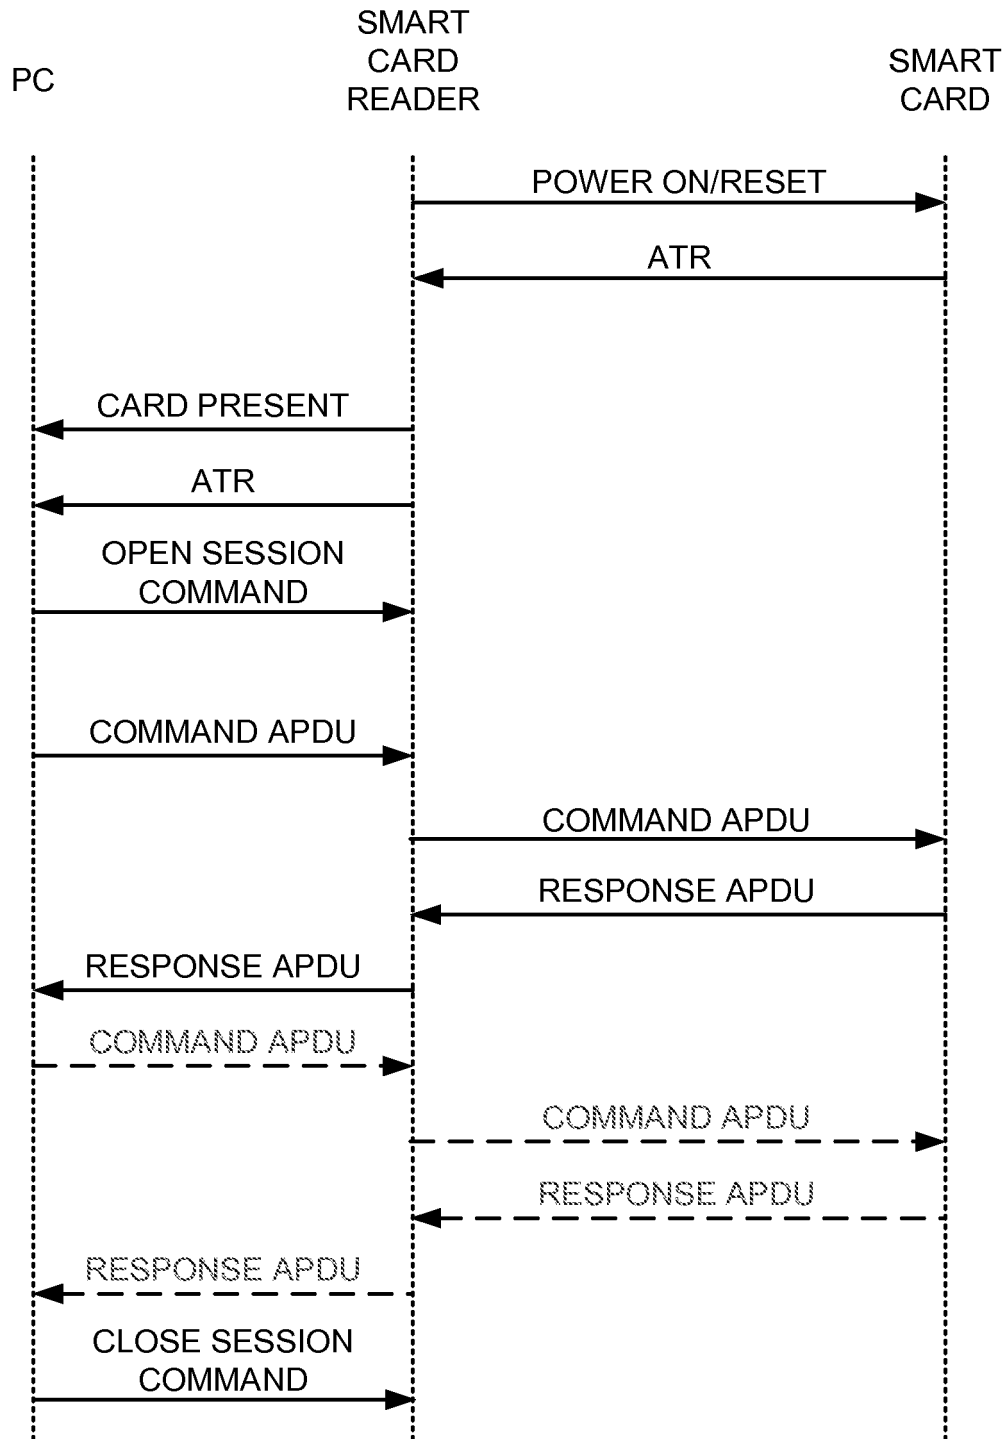 SMART
CARD
READER
PC
SMART
CARD
POWER ON/RESET
ATR
CARD PRESENT
ATR
OPEN SESSION
COMMAND
COMMAND APDU
COMMAND APDU
RESPONSE APDU
RESPONSE APDU
COMMAND APDU
COMMAND APDU
RESPONSE APDU
RESPONSE APDU
CLOSE SESSION
COMMAND